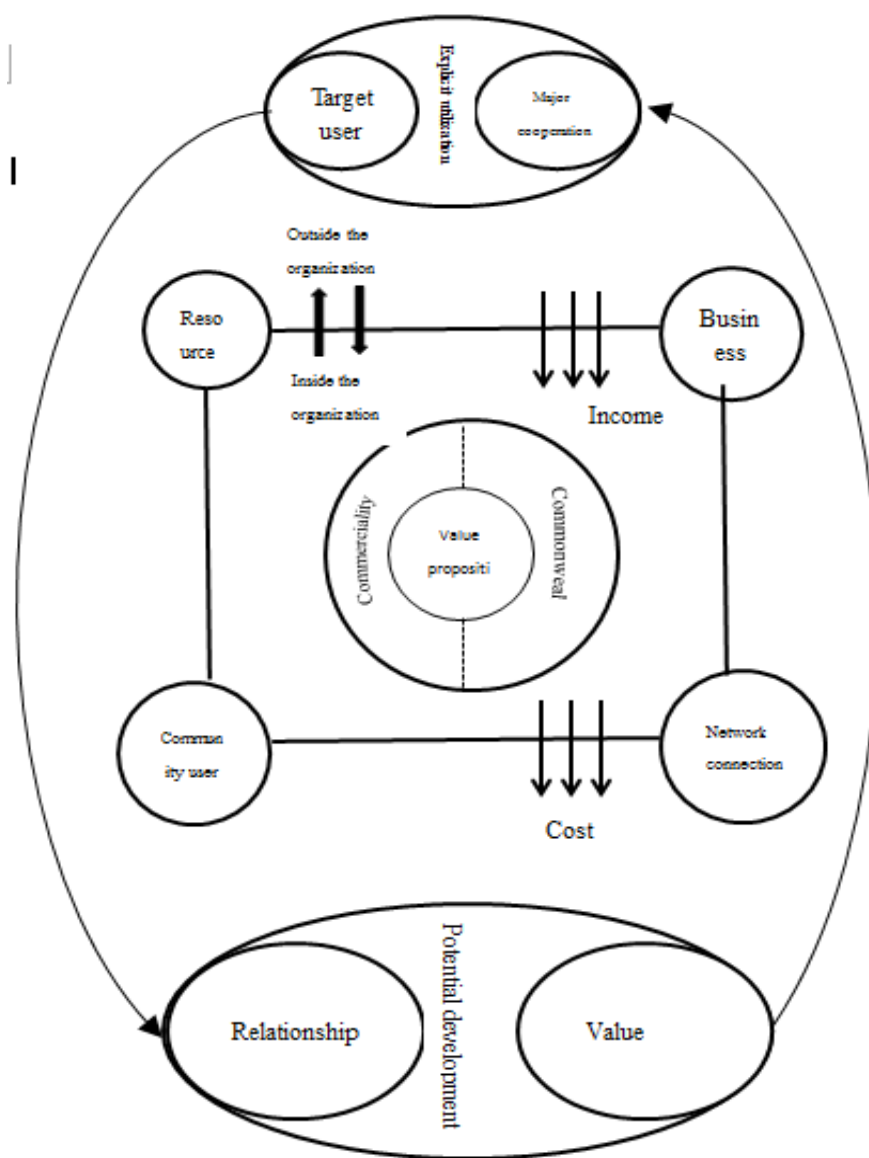 Explicit utilization
Target
user
Major
cooperation
Outside the
organization
Reso
urce
Busin
ess
Inside the
organization
Income
Commerciality
Commonweal
Value
propositi
Commun
ity user
Network
connection
Cost
Potential development
Relationship
Value